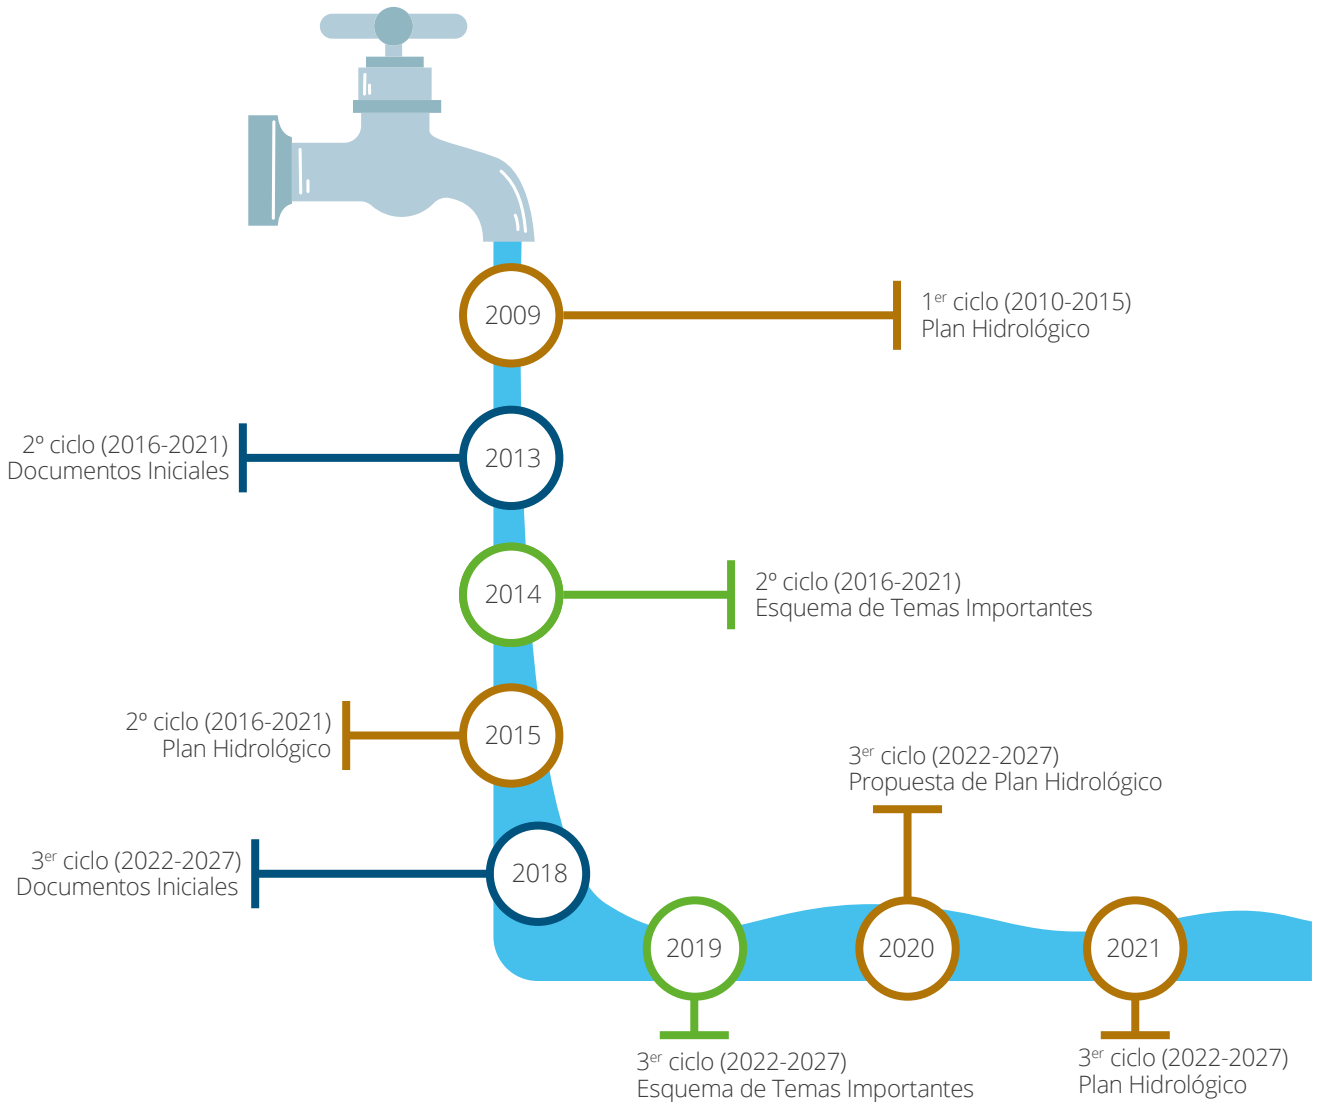 2009
1er ciclo (2010-2015)
Plan Hidrológico
2º ciclo (2016-2021)
Documentos Iniciales
2013
2014
2º ciclo (2016-2021)
Esquema de Temas Importantes
2º ciclo (2016-2021)
Plan Hidrológico
2015
3er ciclo (2022-2027)
Propuesta de Plan Hidrológico
3er ciclo (2022-2027)
Documentos Iniciales
2018
2019
2020
2021
3er ciclo (2022-2027)
Esquema de Temas Importantes
3er ciclo (2022-2027)
Plan Hidrológico